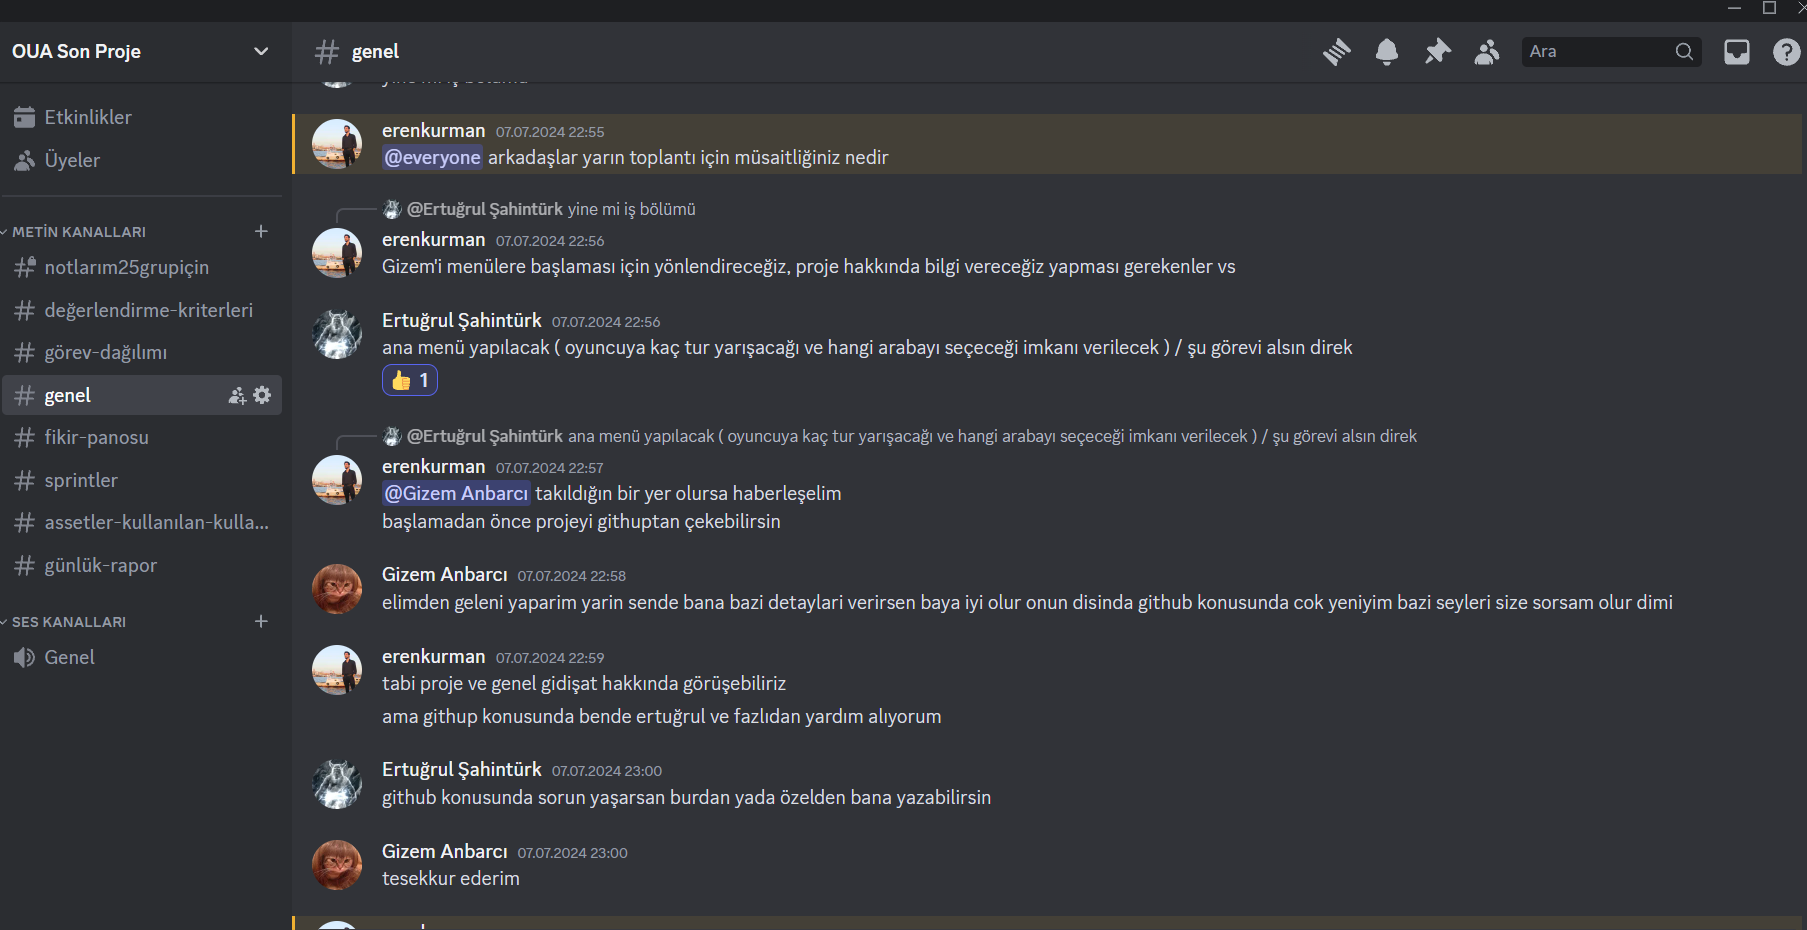 OUA Son Proje
Etkinlikler
Üyeler
METİN KANALLARI
notlarım25grupiçin
değerlendirme-kriterleri
görev-dağılımı
genel
fikir-panosu
sprintler
assetler-kullanılan-kulla...
günlük-rapor
SES KANALLARI
Genel
genel
Ara
yine mi iş bölümü
erenkurman 07.07.2024 22:55
@everyone arkadaşlar yarın toplantı için müsaitliğiniz nedir
@Ertuğrul Şahintürk yine mi iş bölümü
erenkurman 07.07.2024 22:56
Gizem'i menülere başlaması için yönlendireceğiz, proje hakkında bilgi vereceğiz yapması gerekenler vs
Ertuğrul Şahintürk 07.07.2024 22:56
ana menü yapılacak ( oyuncuya kaç tur yarışacağı ve hangi arabayı seçeceği imkanı verilecek ) / şu görevi alsın direk
1
@Ertuğrul Şahintürk ana menü yapılacak ( oyuncuya kaç tur yarışacağı ve hangi arabayı seçeceği imkanı verilecek ) / şu görevi alsın direk
erenkurman 07.07.2024 22:57
@Gizem Anbarcı takıldığın bir yer olursa haberleşelim
başlamadan önce projeyi githuptan çekebilirsin
Gizem Anbarcı 07.07.2024 22:58
elimden geleni yaparim yarin sende bana bazi detaylari verirsen baya iyi olur onun disinda github konusunda cok yeniyim bazi seyleri size sorsam olur dimi
erenkurman 07.07.2024 22:59
tabi proje ve genel gidişat hakkında görüşebiliriz
ama githup konusunda bende ertuğrul ve fazlıdan yardım alıyorum
Ertuğrul Şahintürk 07.07.2024 23:00
github konusunda sorun yaşarsan burdan yada özelden bana yazabilirsin
Gizem Anbarcı 07.07.2024 23:00
tesekkur ederim